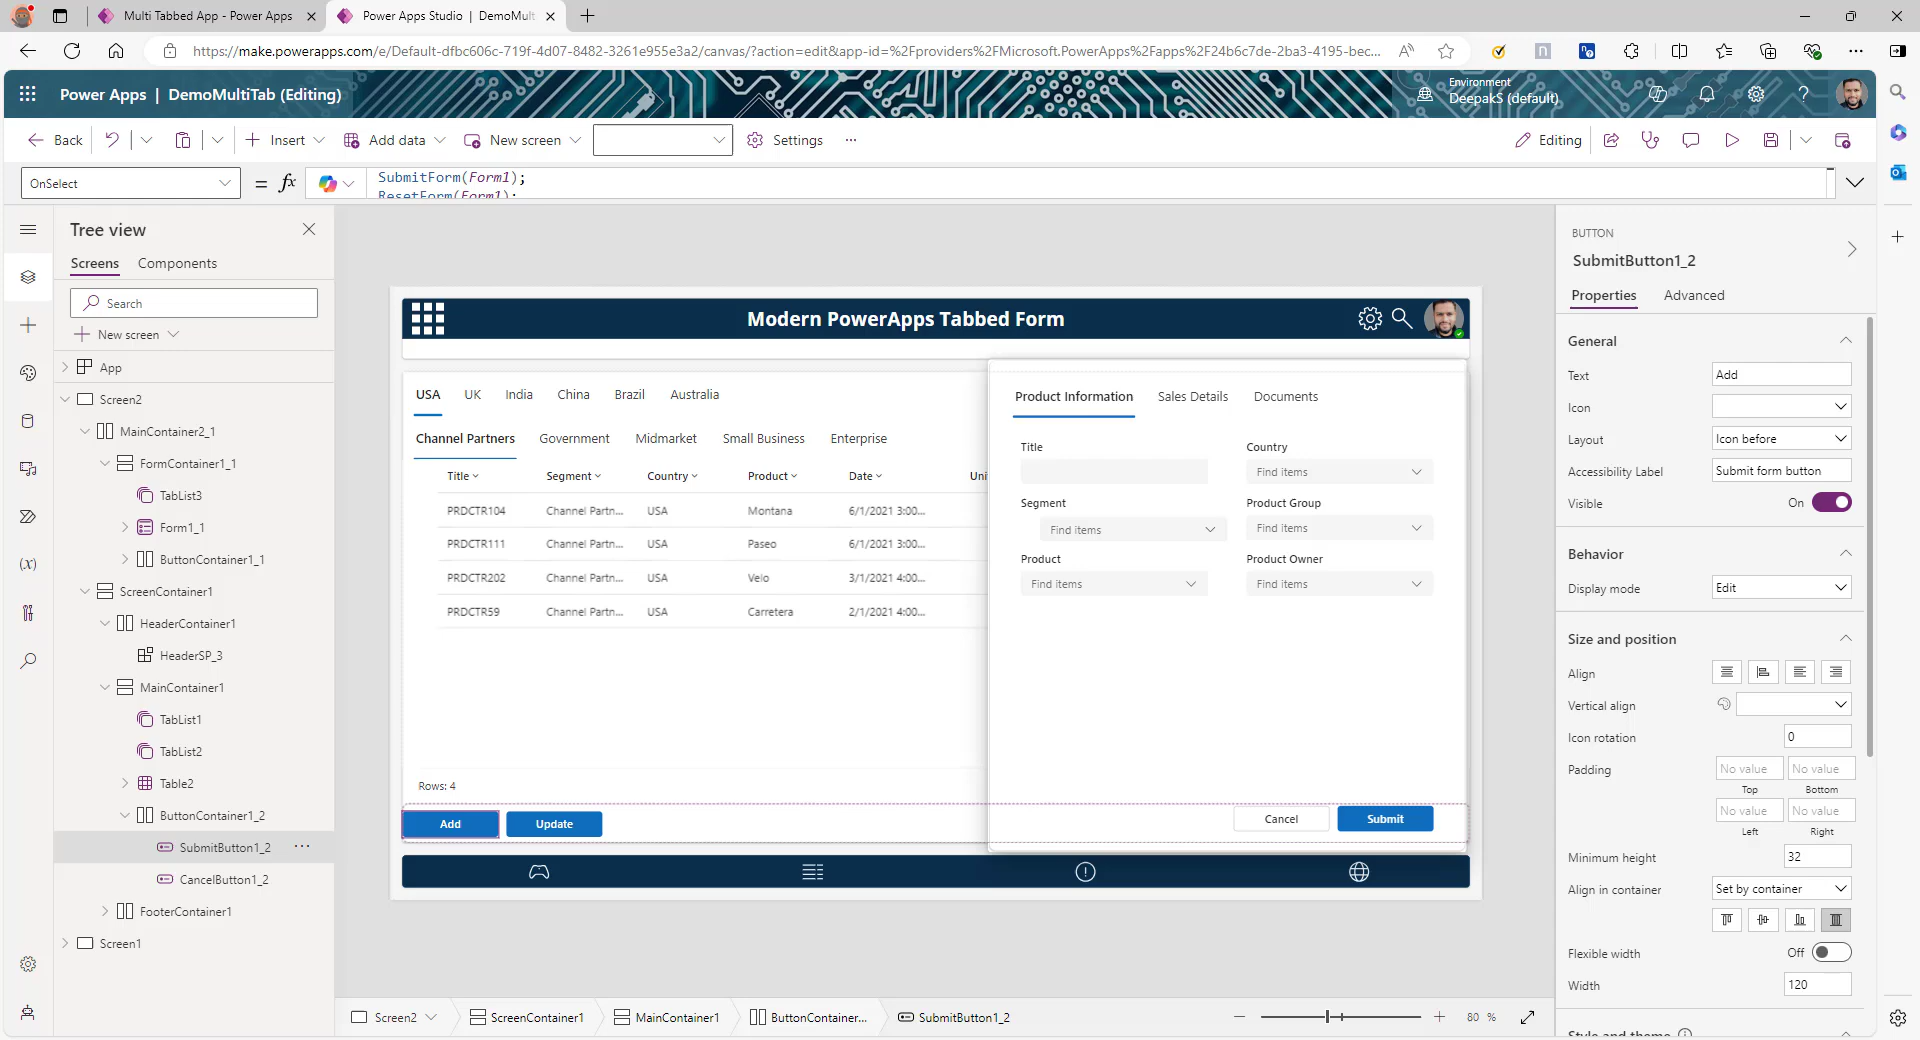 Multi Tabbed App - Power Apps
Power Apps Studio | DemoMult
https://make.powerapps.com/e/Default-dfbc606c-719f-4d07-8482-3261e955e3a2/canvas/?action=edit&app-id=%2Fproviders%2FMicrosoft.PowerApps%2Fapps%2F24b6c7de-2ba3-4195-bec...
Power Apps | DemoMultiTab (Editing)
Environment
DeepakS (default)
Back
Insert
Add data
New screen
Settings
Editing
OnSelect
= fx
SubmitForm(Form1);
ResetForm(Form1);
Tree view
Screens
Components
Search
New screen
App
Screen2
MainContainer2_1
FormContainer1_1
TabList3
Form1_1
ButtonContainer1_1
ScreenContainer1
HeaderContainer1
HeaderSP_3
MainContainer1
TabList1
TabList2
Table2
ButtonContainer1_2
SubmitButton1_2
CancelButton1_2
FooterContainer1
Screen1
Modern PowerApps Tabbed Form
USA UK India China Brazil Australia
Channel Partners Government Midmarket Small Business Enterprise
Title Segment Country Product Date Uni
PRDCTR104 Channel Partn... USA Montana 6/1/2021 3:00...
PRDCTR111 Channel Partn... USA Paseo 6/1/2021 3:00...
PRDCTR202 Channel Partn... USA Velo 3/1/2021 4:00...
PRDCTR59 Channel Partn... USA Carretera 2/1/2021 4:00...
Rows: 4
Add
Update
Product Information Sales Details Documents
Title
Country
Find items
Segment
Product Group
Find items
Find items
Product
Product Owner
Find items
Find items
Cancel
Submit
Screen2
ScreenContainer1
MainContainer1
ButtonContainer...
SubmitButton1_2
80 %
BUTTON
SubmitButton1_2
Properties
Advanced
General
Text
Add
Icon
Layout
Icon before
Accessibility Label
Submit form button
Visible
On
Behavior
Display mode
Edit
Size and position
Align
Vertical align
Icon rotation
0
Padding
No value No value
Top Bottom
No value No value
Left Right
Minimum height
32
Align in container
Set by container
Flexible width
Off
Width
120
Style and theme